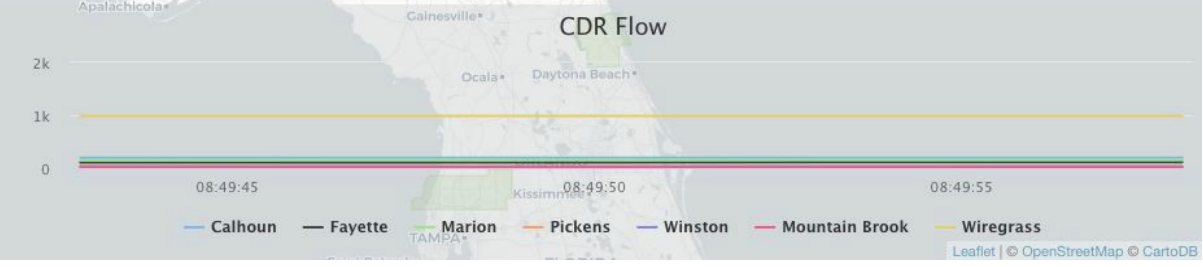 Apalachicola
Gainesville
CDR Flow
2k
Ocala
Daytona Beach
1k
0
08:49:45
08:49:50
08:49:55
Kissimmee
Calhoun
Fayette
Marion
Pickens
Winston
Mountain Brook
Wiregrass
TAMPA
Leaflet | © OpenStreetMap © CartoDB